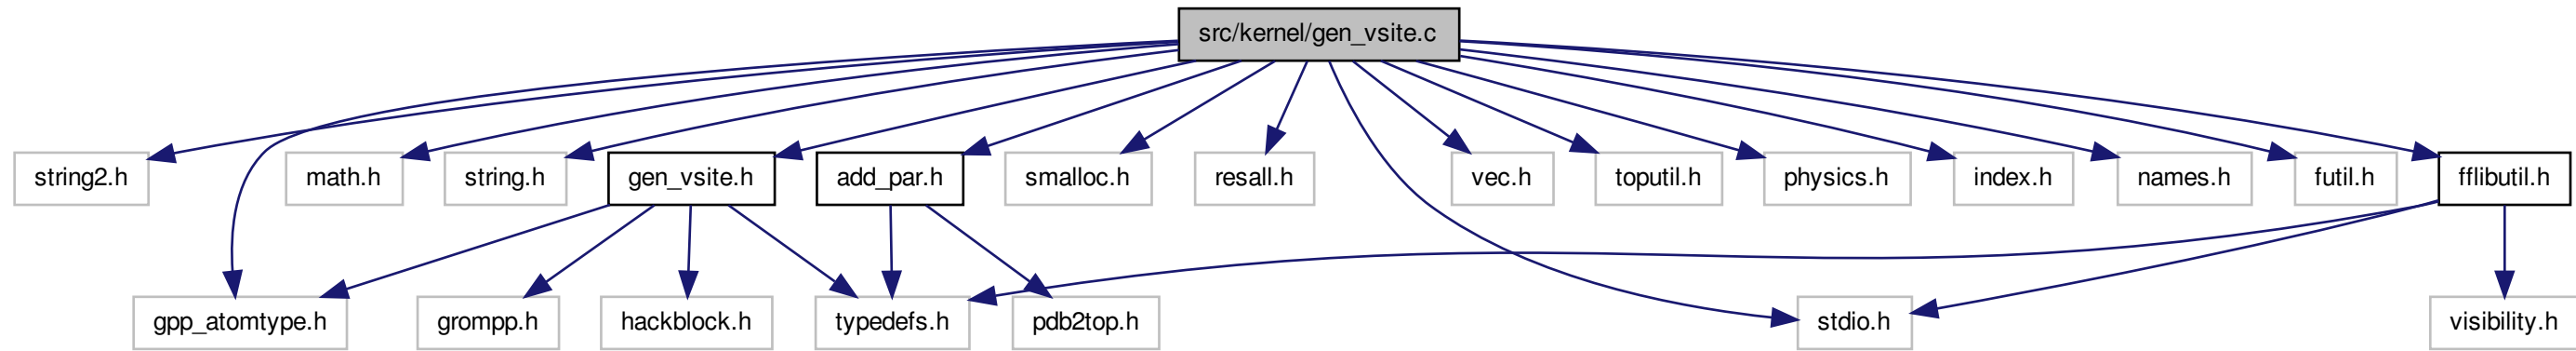 src/kernel/gen_vsite.c
string2.h
math.h
string.h
gen_vsite.h
add_par.h
smalloc.h
resall.h
vec.h
toputil.h
physics.h
index.h
names.h
futil.h
fflibutil.h
gpp_atomtype.h
grompp.h
hackblock.h
typedefs.h
pdb2top.h
stdio.h
visibility.h